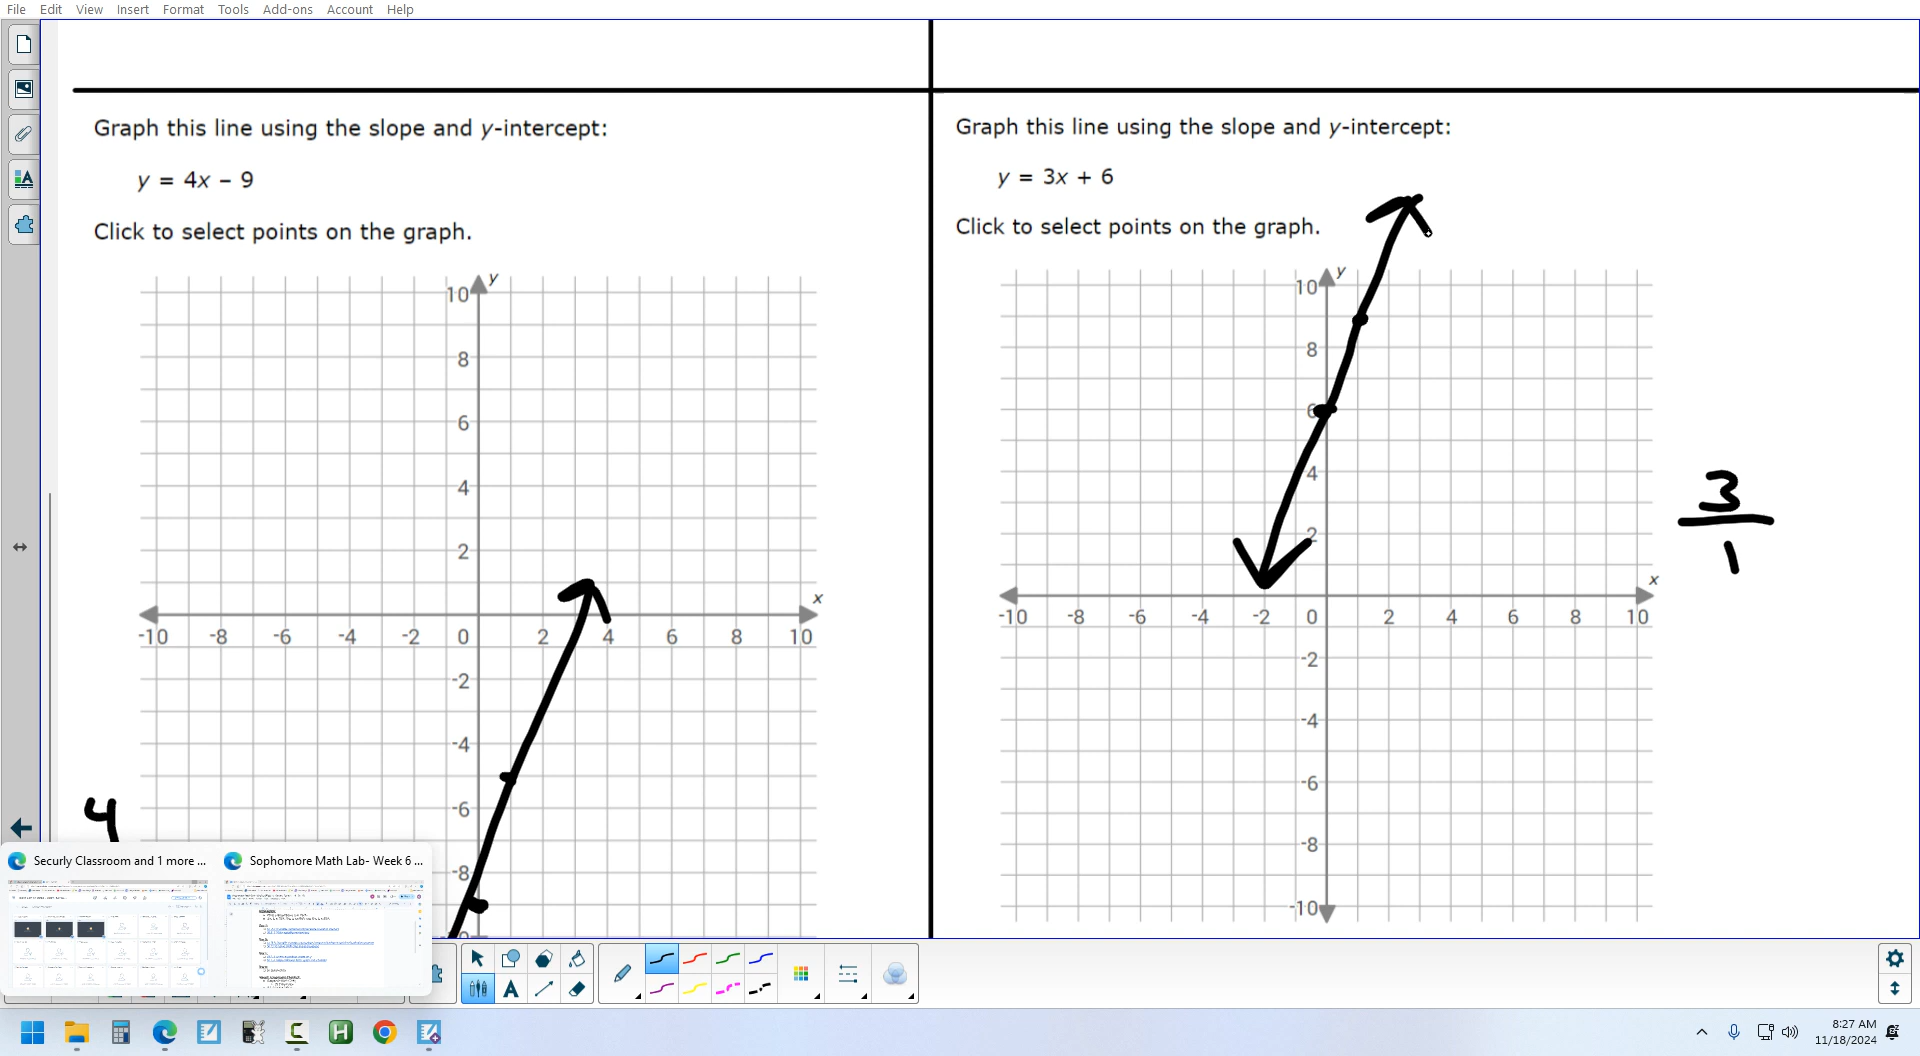 File Edit View Insert Format Tools Add-ons Account Help
Graph this line using the slope and y-intercept:
y = 4x – 9
Click to select points on the graph.
y
10
8
6
4
2
x
-10 -8 -6 -4 -2 0 2 4 6 8 10
-2
-4
-6
-8
4
Graph this line using the slope and y-intercept:
y = 3x + 6
Click to select points on the graph.
y
10
8
6
4
2
x
-10 -8 -6 -4 -2 0 2 4 6 8 10
-2
-4
-6
-8
-10
3
1
Securly Classroom and 1 more ...
Sophomore Math Lab- Week 6 ...
A
H
8:27 AM
11/18/2024